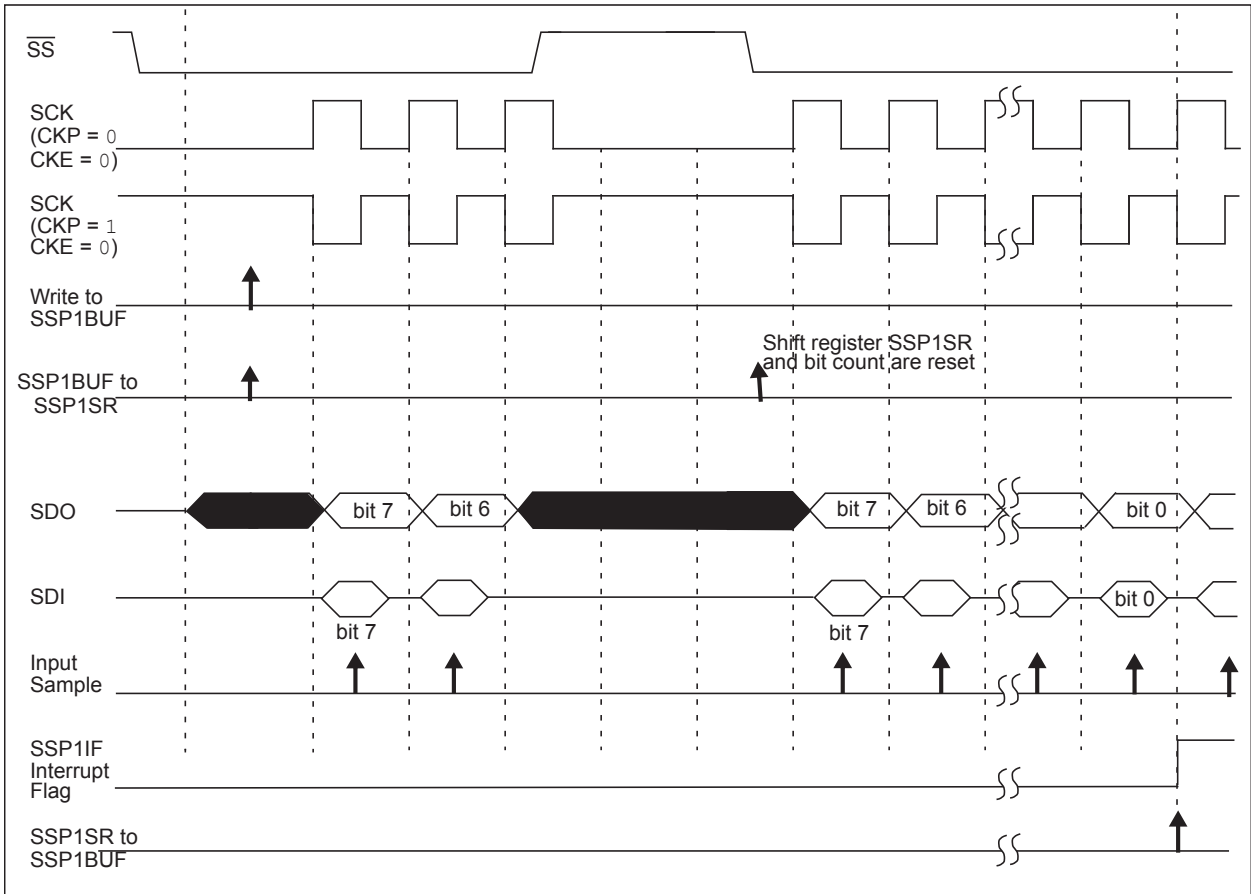 SS
SCK
(CKP = 0
CKE = 0)
SCK
(CKP = 1
CKE = 0)
Write to
SSP1BUF
Shift register SSP1SR
and bit count are reset
SSP1BUF to
SSP1SR
SDO
bit 7
bit 6
bit 7
bit 6
bit 0
SDI
bit 0
bit 7
bit 7
Input
Sample
SSP1IF
Interrupt
Flag
SSP1SR to
SSP1BUF